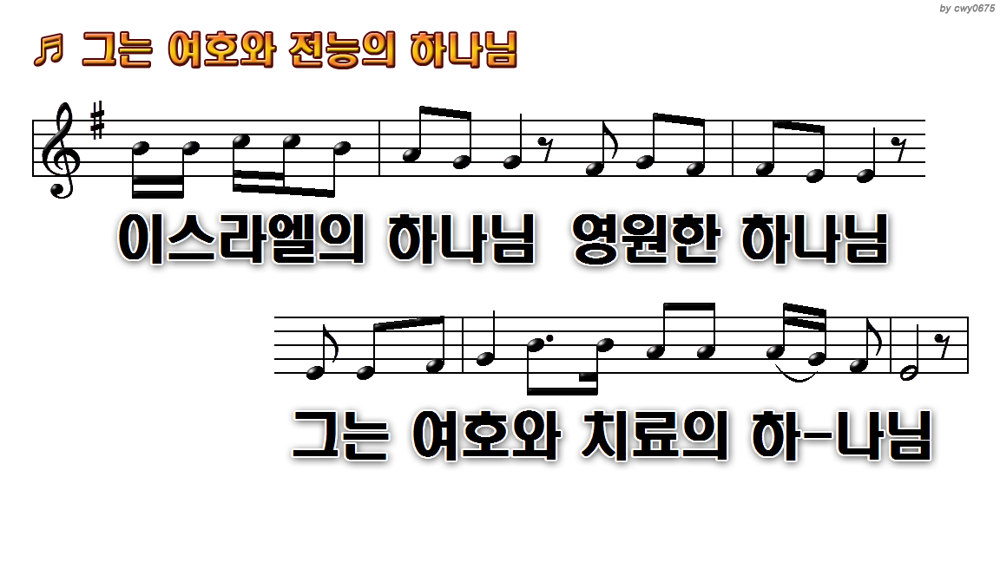 by cwy0675
♬ 그는 여호와 전능의 하나님
이스라엘의 하나님 영원한 하나님
그는 여호와 치료의 하-나님